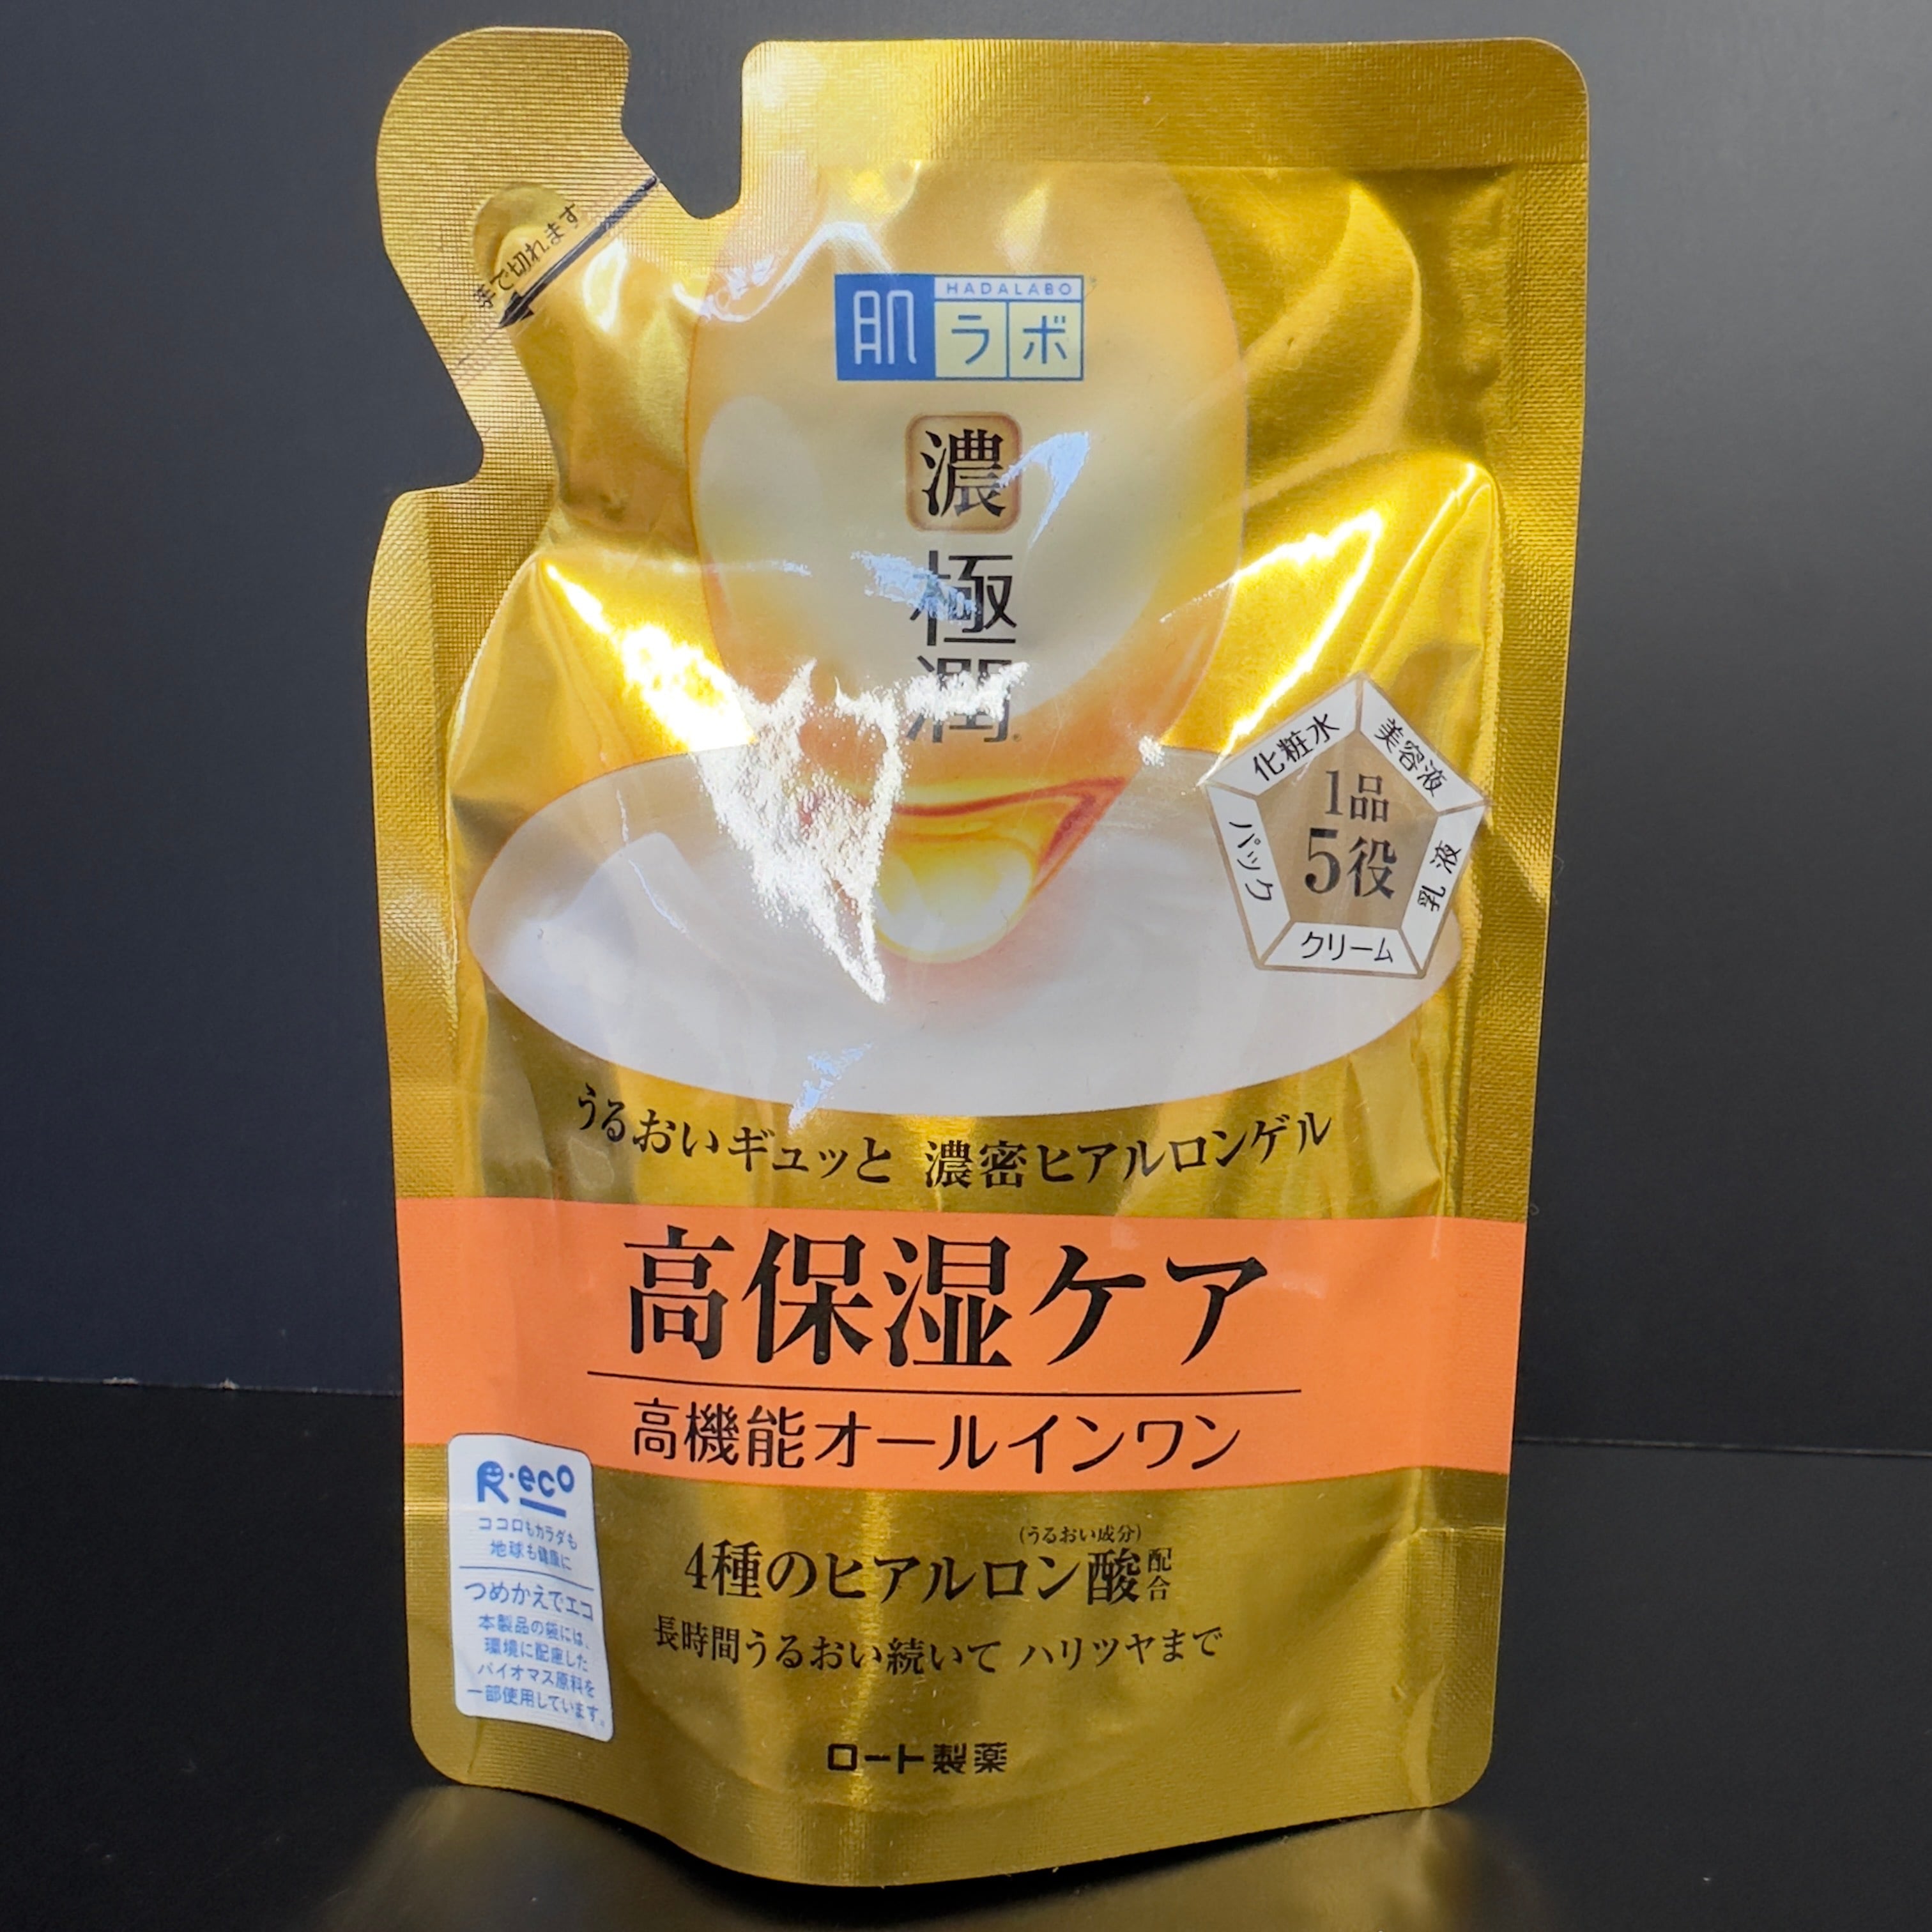 まで切れます
肌ラボ
HADALABO
濃
極潤
化粧水
美容液
乳液
クリーム
パック
1品
5役
うるおいギュッと 濃密ヒアルロンゲル
高保湿ケア
高機能オールインワン
(うるおい成分)
4種のヒアルロン酸配合
長時間うるおい続いて ハリツヤまで
R・eco
ココロもカラダも
地球も健康に
つめかえでエコ
本製品の袋には、
環境に配慮した
バイオマス原料を
一部使用しています。
ロート製薬